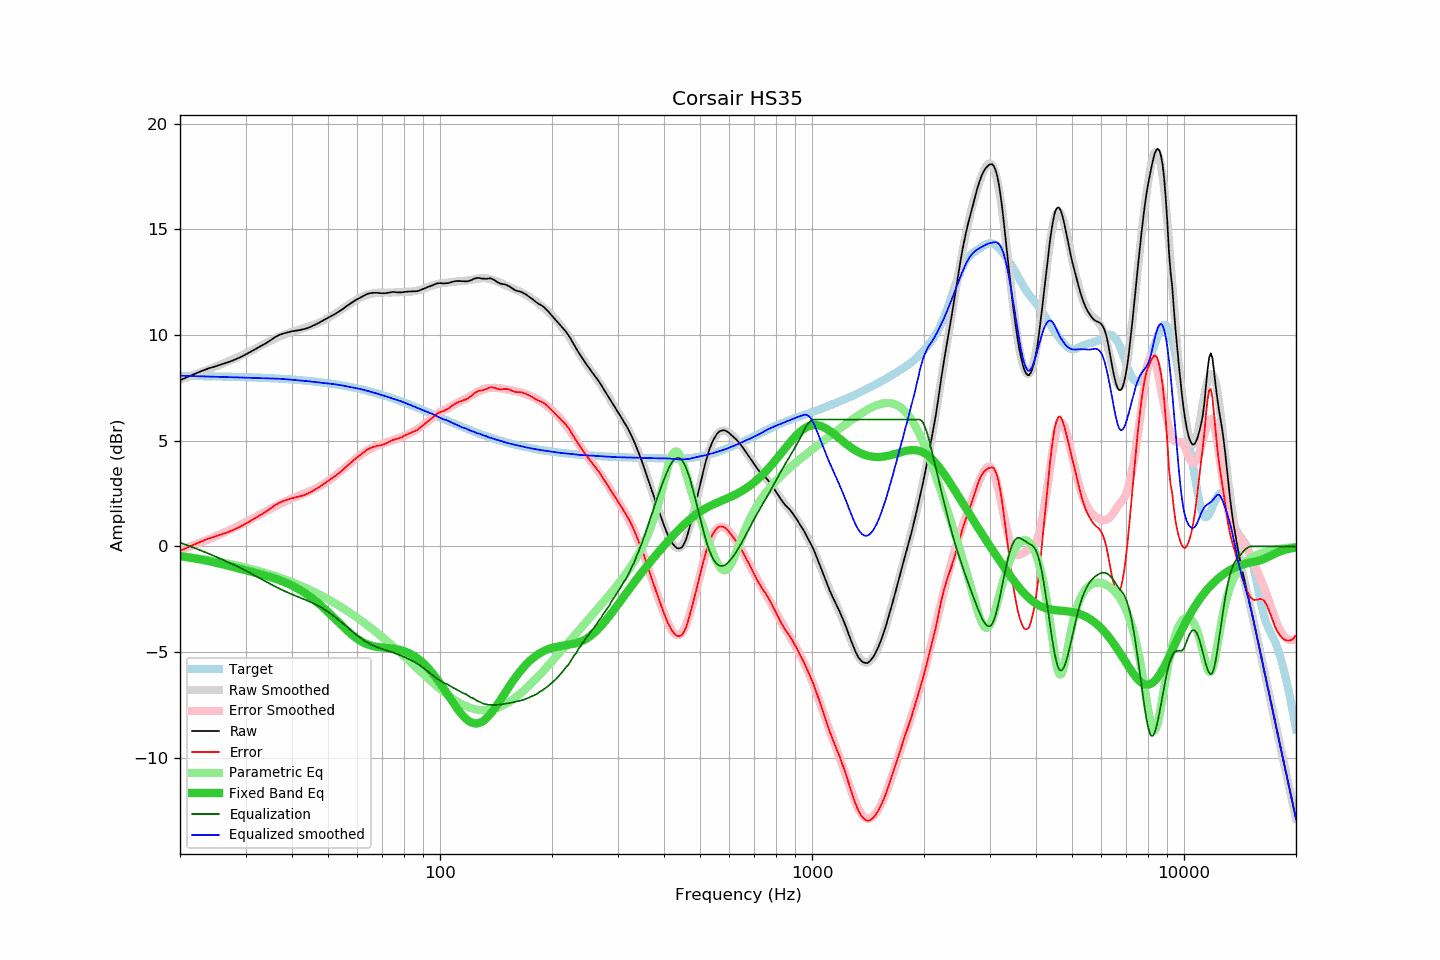 Corsair HS35
Amplitude (dBr)
20
15
10
5
0
−5
−10
Target
Raw Smoothed
Error Smoothed
Raw
Error
Parametric Eq
Fixed Band Eq
Equalization
Equalized smoothed
100
1000
10000
Frequency (Hz)